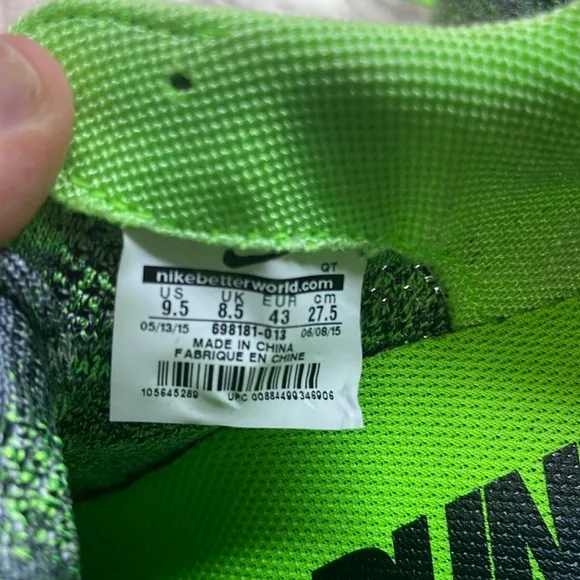 QT
nikebetterworld.com
US UK EUR cm
9.5 8.5 43 27.5
05/13/15 698181-013 06/08/15
MADE IN CHINA
FABRIQUE EN CHINE
105645289 UPC 00884499346906
NIK